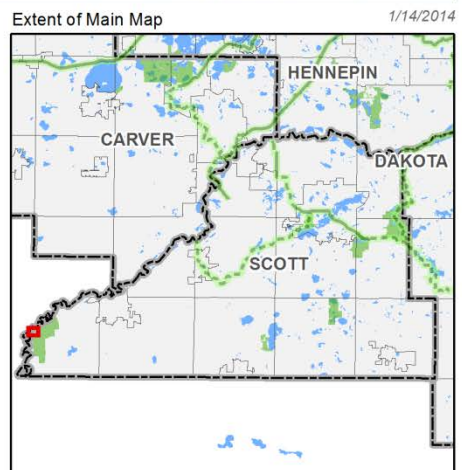 Extent of Main Map 1/14/2014
HENNEPIN
CARVER
DAKOTA
SCOTT